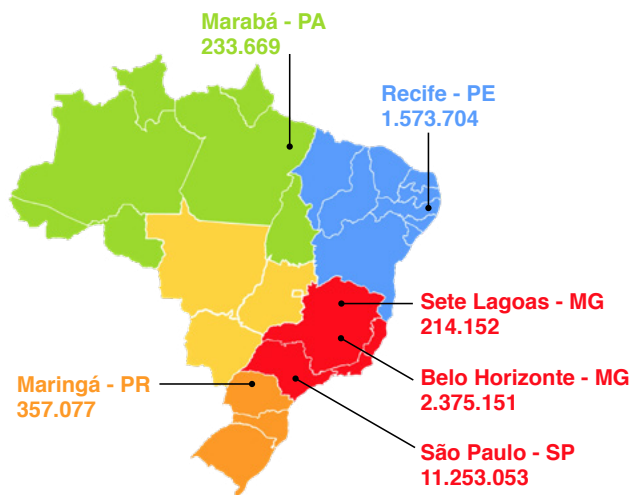 Marabá - PA
233.669
Recife - PE
1.573.704
Sete Lagoas - MG
214.152
Belo Horizonte - MG
2.375.151
Maringá - PR
357.077
São Paulo - SP
11.253.053